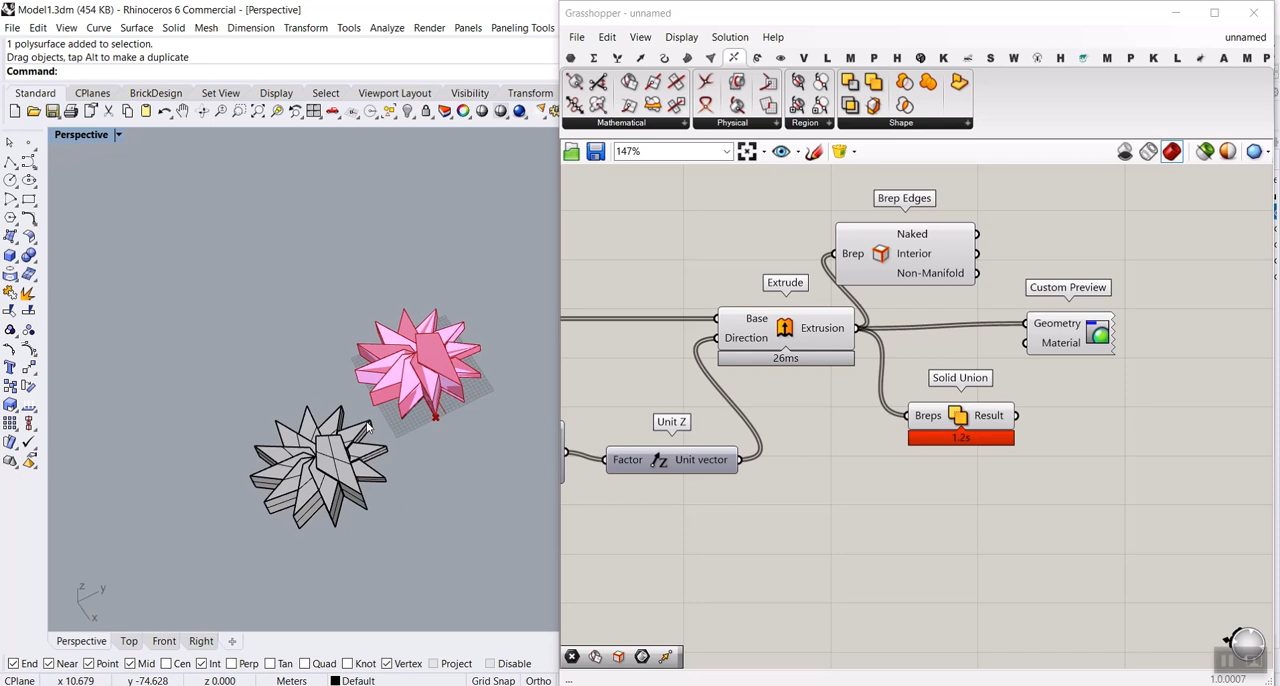 Model1.3dm (454 KB) - Rhinoceros 6 Commercial - [Perspective]
File Edit View Curve Surface Solid Mesh Dimension Transform Tools Analyze Render Panels Paneling Tools
1 polysurface added to selection.
Drag objects, tap Alt to make a duplicate
Command:
Standard CPlanes BrickDesign Set View Display Select Viewport Layout Visibility Transform
Perspective
z
y
x
Perspective Top Front Right
End Near Point Mid Cen Int Perp Tan Quad Knot Vertex Project Disable
CPlane x 10.679 y -74.628 z 0.000 Meters Default Grid Snap Ortho
Grasshopper - unnamed
File Edit View Display Solution Help unnamed
V L M P H K S W H M P K L A M P
Mathematical Physical Region Shape
147%
Brep Edges
Naked
Brep Interior
Non-Manifold
Extrude
Base
Direction Extrusion
26ms
Custom Preview
Geometry
Material
Solid Union
Breps Result
1.2s
Unit Z
Factor Z Unit vector
...
1.0.0007